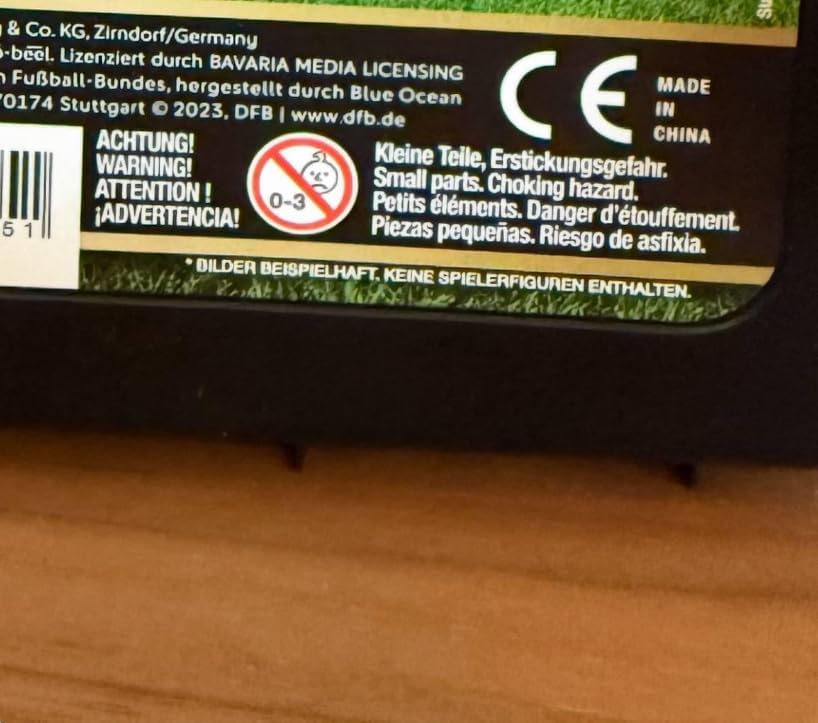 & Co. KG, Zirndorf/Germany
Lizenziert durch BAVARIA MEDIA LICENSING
Fußball-Bundes, hergestellt durch Blue Ocean
70174 Stuttgart © 2023, DFB | www.dfb.de
CE
MADE
IN
CHINA
ACHTUNG!
WARNING!
ATTENTION !
¡ADVERTENCIA!
0-3
Kleine Teile, Erstickungsgefahr.
Small parts. Choking hazard.
Petits éléments. Danger d'étouffement.
Piezas pequeñas. Riesgo de asfixia.
51
* BILDER BEISPIELHAFT. KEINE SPIELERFIGUREN ENTHALTEN.